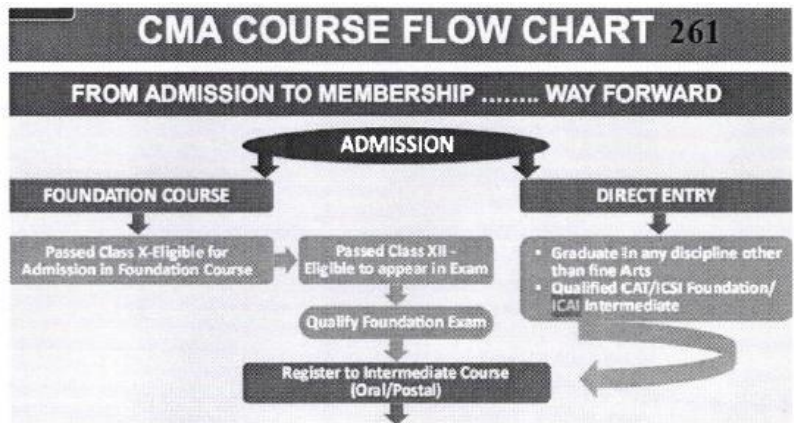 CMA COURSE FLOW CHART 261
FROM ADMISSION TO MEMBERSHIP ........ WAY FORWARD
ADMISSION
FOUNDATION COURSE
Passed Class X-Eligible for
Admission in Foundation Course
Passed Class XII -
Eligible to appear in Exam
Qualify Foundation Exam
DIRECT ENTRY
• Graduate in any discipline other
than fine Arts
• Qualified CAT/ICSI Foundation/
ICAI Intermediate
Register to Intermediate Course
(Oral/Postal)